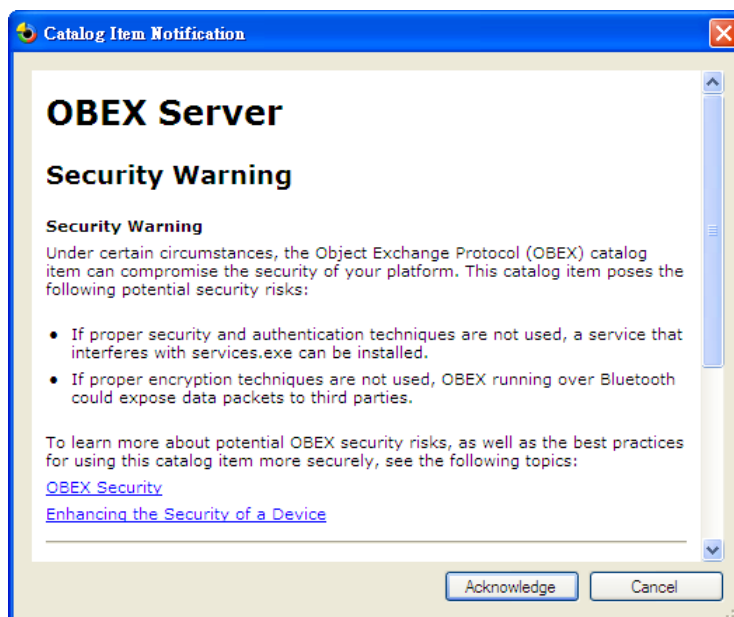 Catalog Item Notification
OBEX Server
Security Warning
Security Warning
Under certain circumstances, the Object Exchange Protocol (OBEX) catalog
item can compromise the security of your platform. This catalog item poses the
following potential security risks:
• If proper security and authentication techniques are not used, a service that
interferes with services.exe can be installed.
• If proper encryption techniques are not used, OBEX running over Bluetooth
could expose data packets to third parties.
To learn more about potential OBEX security risks, as well as the best practices
for using this catalog item more securely, see the following topics:
OBEX Security
Enhancing the Security of a Device
Acknowledge
Cancel